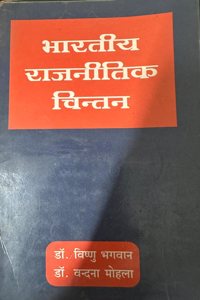 भारतीय
राजनीतिक
चिन्तन
डॉ. विष्णु भगवान
डॉ. वन्दना मोहला